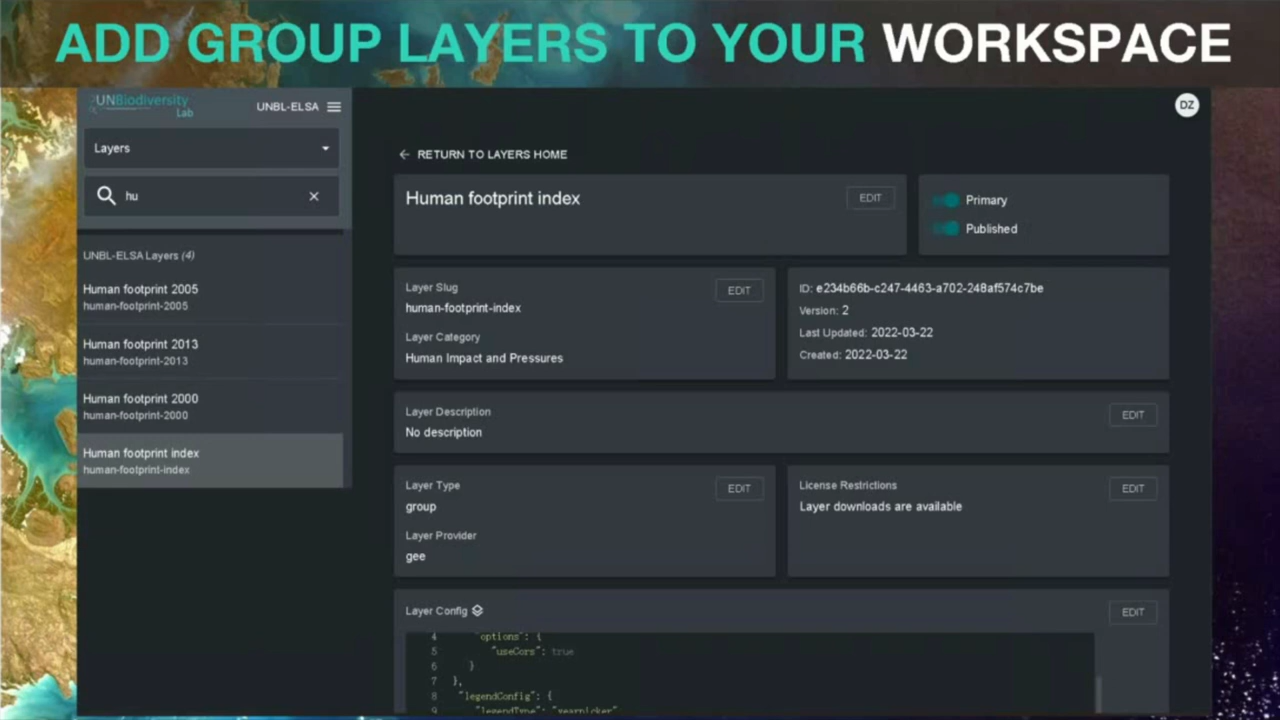 ADD GROUP LAYERS TO YOUR WORKSPACE
UNBiodiversity
Lab
UNBL-ELSA
DZ
Layers
hu
UNBL-ELSA Layers (4)
Human footprint 2005
human-footprint-2005
Human footprint 2013
human-footprint-2013
Human footprint 2000
human-footprint-2000
Human footprint index
human-footprint-index
RETURN TO LAYERS HOME
Human footprint index
EDIT
Primary
Published
Layer Slug
EDIT
human-footprint-index
Layer Category
Human Impact and Pressures
ID: e234b66b-c247-4463-a702-248af574c7be
Version: 2
Last Updated: 2022-03-22
Created: 2022-03-22
Layer Description
EDIT
No description
Layer Type
EDIT
group
Layer Provider
gee
License Restrictions
EDIT
Layer downloads are available
Layer Config
EDIT
4 "options": {
5 "useCors": true
6 }
7 },
8 "legendConfig": {
9 "legendType": "yearpicker"